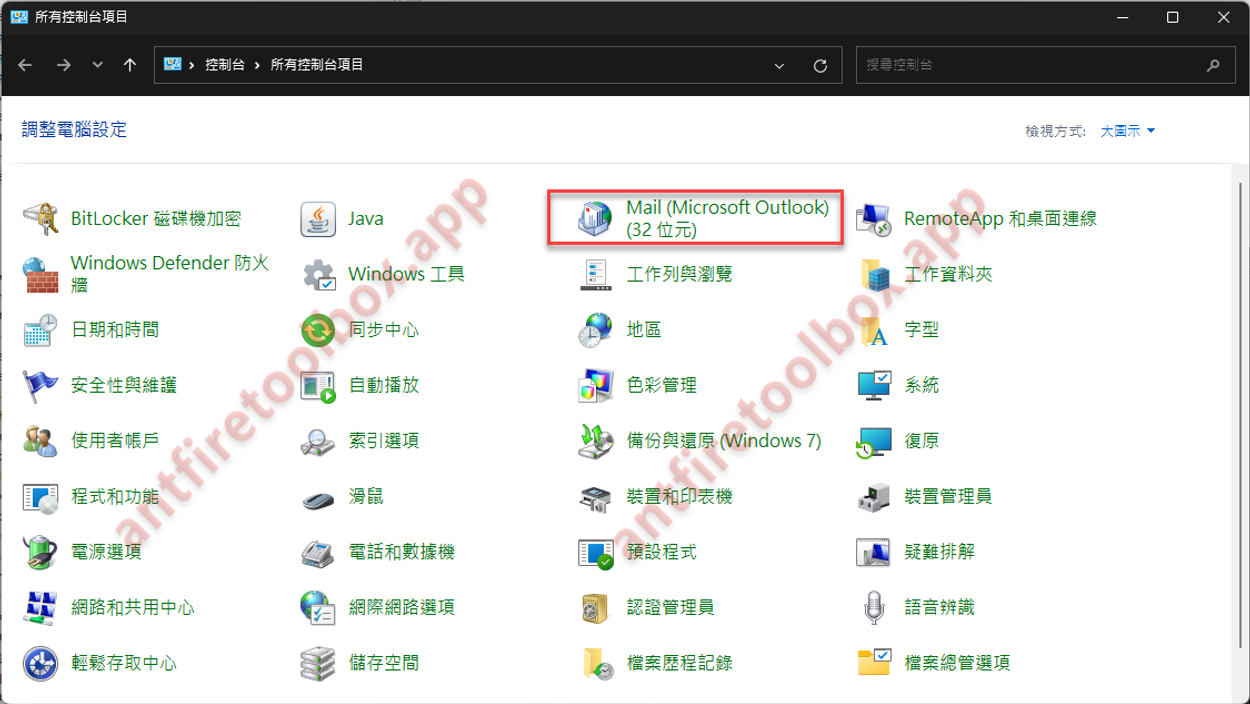 所有控制台項目
控制台 › 所有控制台項目
搜尋控制台
調整電腦設定
檢視方式: 大圖示
BitLocker 磁碟機加密
Java
Mail (Microsoft Outlook)
(32 位元)
RemoteApp 和桌面連線
Windows Defender 防火
牆
Windows 工具
工作列與瀏覽
工作資料夾
日期和時間
同步中心
地區
字型
安全性與維護
自動播放
色彩管理
系統
使用者帳戶
索引選項
備份與還原 (Windows 7)
復原
程式和功能
滑鼠
裝置和印表機
裝置管理員
電源選項
電話和數據機
預設程式
疑難排解
網路和共用中心
網際網路選項
認證管理員
語音辨識
輕鬆存取中心
儲存空間
檔案歷程記錄
檔案總管選項
antfiretoolbox.app
antfiretoolbox.app